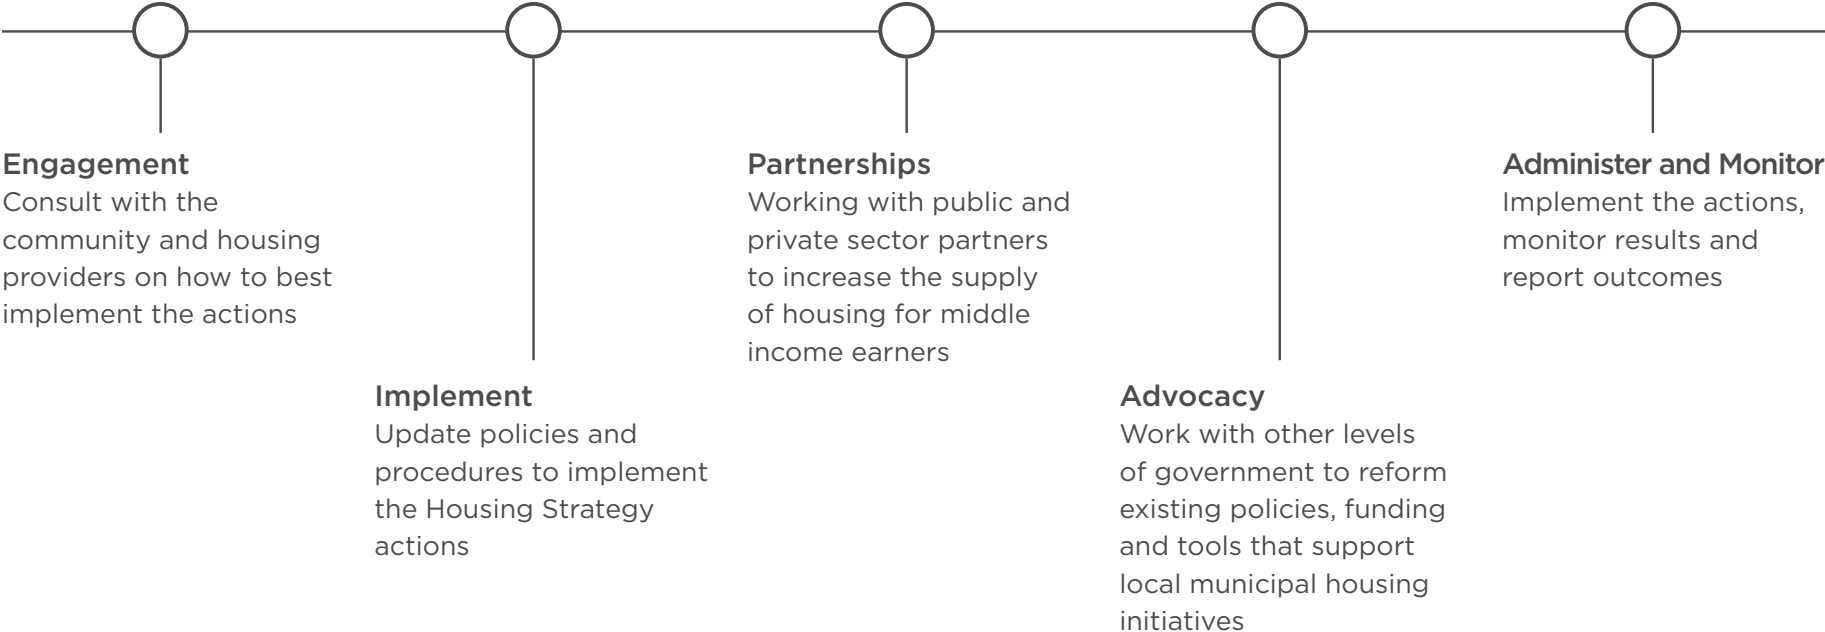 Engagement
Consult with the
community and housing
providers on how to best
implement the actions
Implement
Update policies and
procedures to implement
the Housing Strategy
actions
Partnerships
Working with public and
private sector partners
to increase the supply
of housing for middle
income earners
Advocacy
Work with other levels
of government to reform
existing policies, funding
and tools that support
local municipal housing
initiatives
Administer and Monitor
Implement the actions,
monitor results and
report outcomes